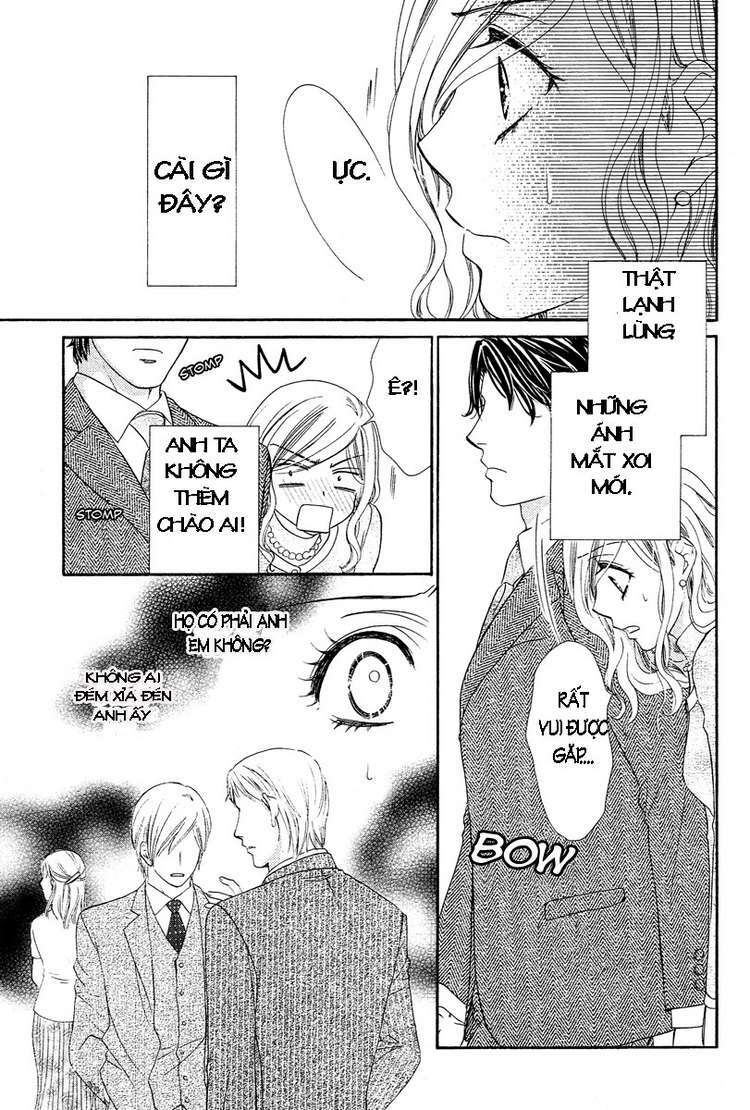 ỰC.
CÀI GÌ
ĐÂY?
THẬT
LẠNH
LÙNG
NHỮNG
ÁNH
MẮT XOI
MÓI.
RẤT
VUI ĐƯỢC
GẶP....
BOW
Ê?!
STOMP
STOMP
ANH TA
KHÔNG
THÈM
CHÀO AI!
HỌ CÓ PHẢI ANH
EM KHÔNG?
KHÔNG AI
ĐẾM XỈA ĐẾN
ANH ẤY